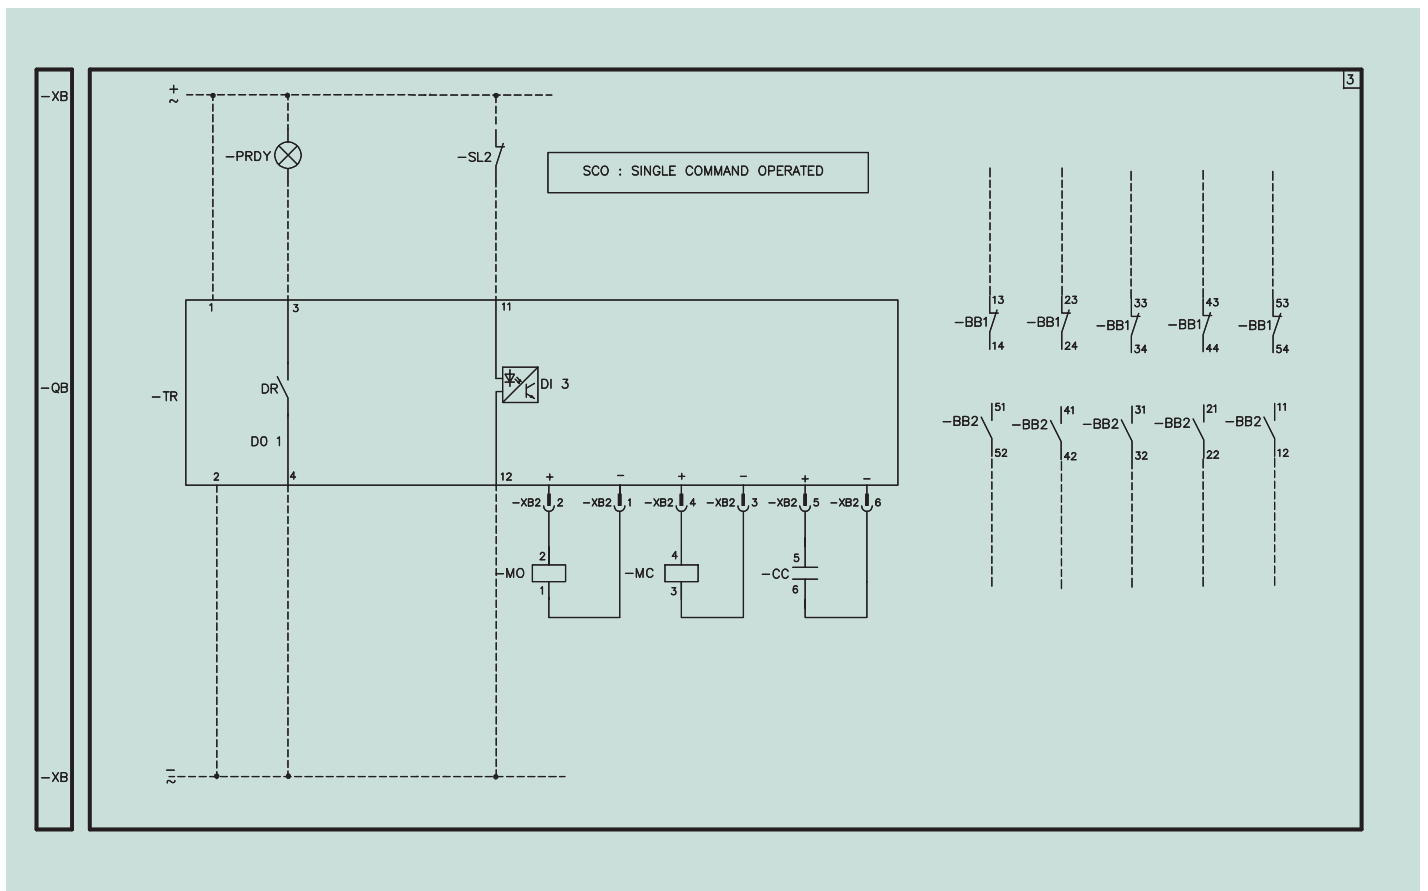 3
+
~
-XB
-PRDY
-SL2
SCO : SINGLE COMMAND OPERATED
1
3
11
13
23
33
43
53
-BB1
-BB1
-BB1
-BB1
-BB1
14
24
34
44
54
-QB
-TR
DR
DI 3
DO 1
51
41
31
21
11
-BB2
-BB2
-BB2
-BB2
-BB2
52
42
32
22
12
2
4
12
+
-
+
-
+
-
-XB2 2
-XB2 1
-XB2 4
-XB2 3
-XB2 5
-XB2 6
2
4
5
-MO
-MC
-CC
1
3
6
-XB
-
~